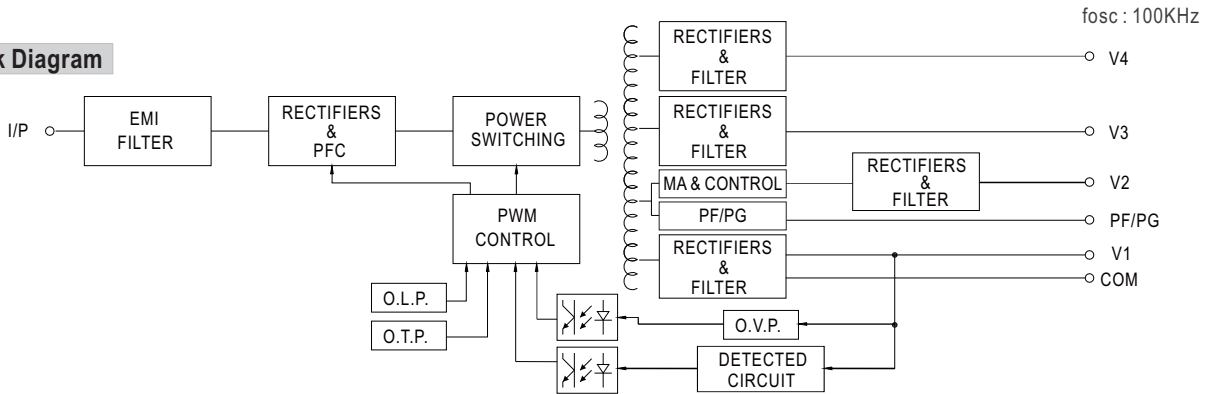 fosc : 100KHz
k Diagram
I/P
EMI
FILTER
RECTIFIERS
&
PFC
POWER
SWITCHING
PWM
CONTROL
O.L.P.
O.T.P.
RECTIFIERS
&
FILTER
V4
RECTIFIERS
&
FILTER
V3
MA & CONTROL
RECTIFIERS
&
FILTER
V2
PF/PG
PF/PG
RECTIFIERS
&
FILTER
V1
COM
O.V.P.
DETECTED
CIRCUIT